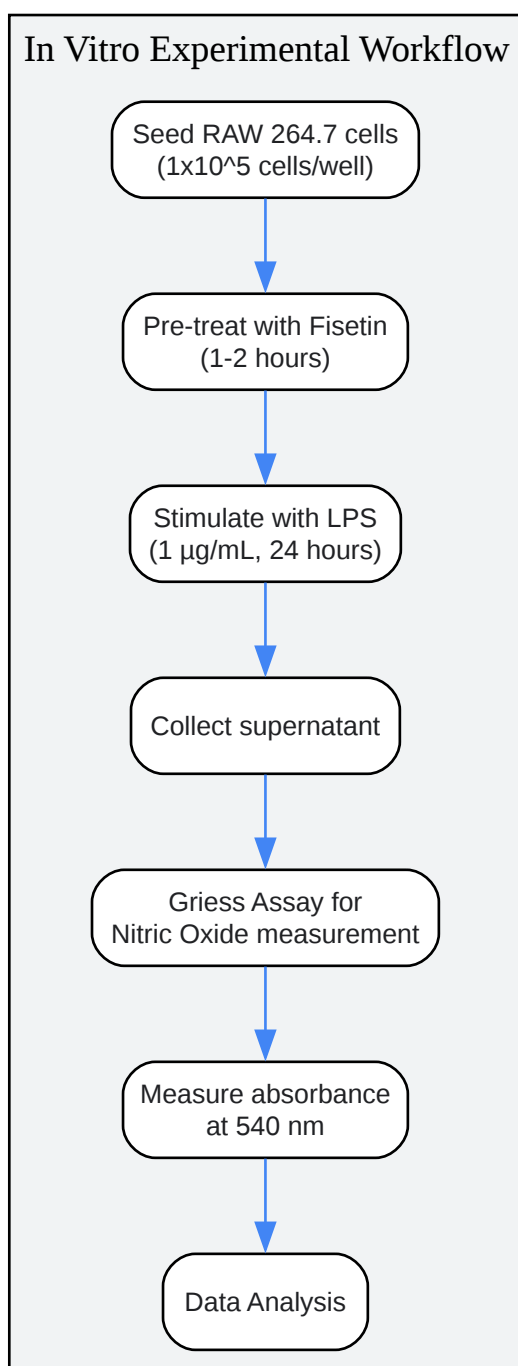 In Vitro Experimental Workflow
Seed RAW 264.7 cells
(1x10^5 cells/well)
Pre-treat with Fisetin
(1-2 hours)
Stimulate with LPS
(1 µg/mL, 24 hours)
Collect supernatant
Griess Assay for
Nitric Oxide measurement
Measure absorbance
at 540 nm
Data Analysis